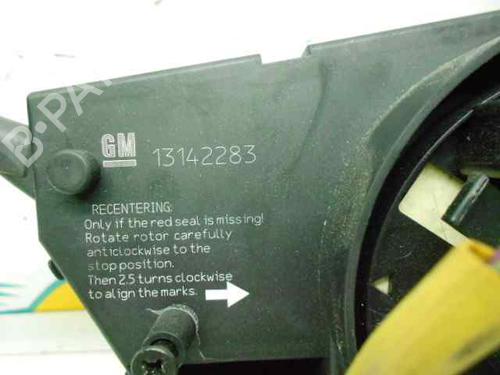 GM 13142283
RECENTERING:
Only if the red seal is missing!
Rotate rotor carefully
anticlockwise to the
stop position.
Then 2.5 turns clockwise
to align the marks.
B-PARTS